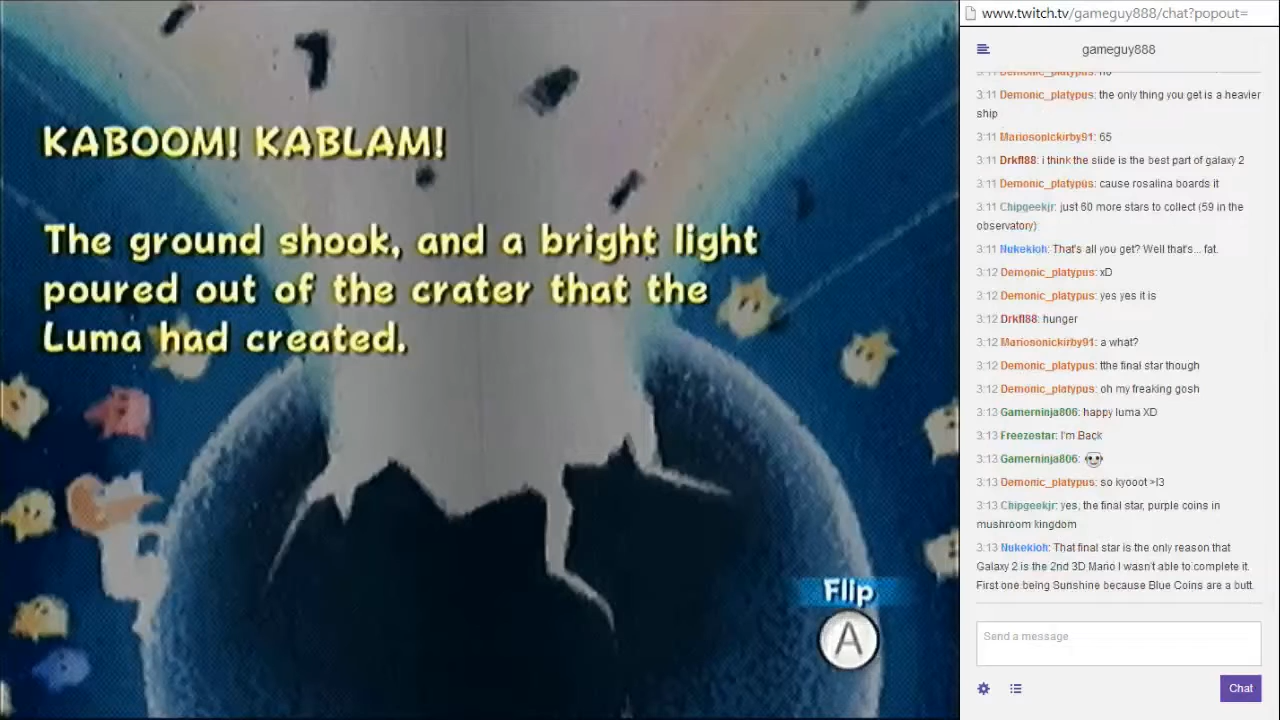 KABOOM! KABLAM!
The ground shook, and a bright light
poured out of the crater that the
Luma had created.
Flip
A
www.twitch.tv/gameguy888/chat?popout=
gameguy888
3:11 Demonic_platypus: no
3:11 Demonic_platypus: the only thing you get is a heavier
ship
3:11 Mariosonickirby91: 65
3:11 Drkfl88: i think the slide is the best part of galaxy 2
3:11 Demonic_platypus: cause rosalina boards it
3:11 Chipgeekjr: just 60 more stars to collect (59 in the
observatory)
3:11 Nukekioh: That's all you get? Well that's... fat.
3:12 Demonic_platypus: xD
3:12 Demonic_platypus: yes yes it is
3:12 Drkfl88: hunger
3:12 Mariosonickirby91: a what?
3:12 Demonic_platypus: tthe final star though
3:12 Demonic_platypus: oh my freaking gosh
3:13 Gamerninja806: happy luma XD
3:13 Freezostar: I'm Back
3:13 Gamerninja806:
3:13 Demonic_platypus: so kyooot >l3
3:13 Chipgeekjr: yes, the final star, purple coins in
mushroom kingdom
3:13 Nukekioh: That final star is the only reason that
Galaxy 2 is the 2nd 3D Mario I wasn't able to complete it.
First one being Sunshine because Blue Coins are a butt.
Send a message
Chat